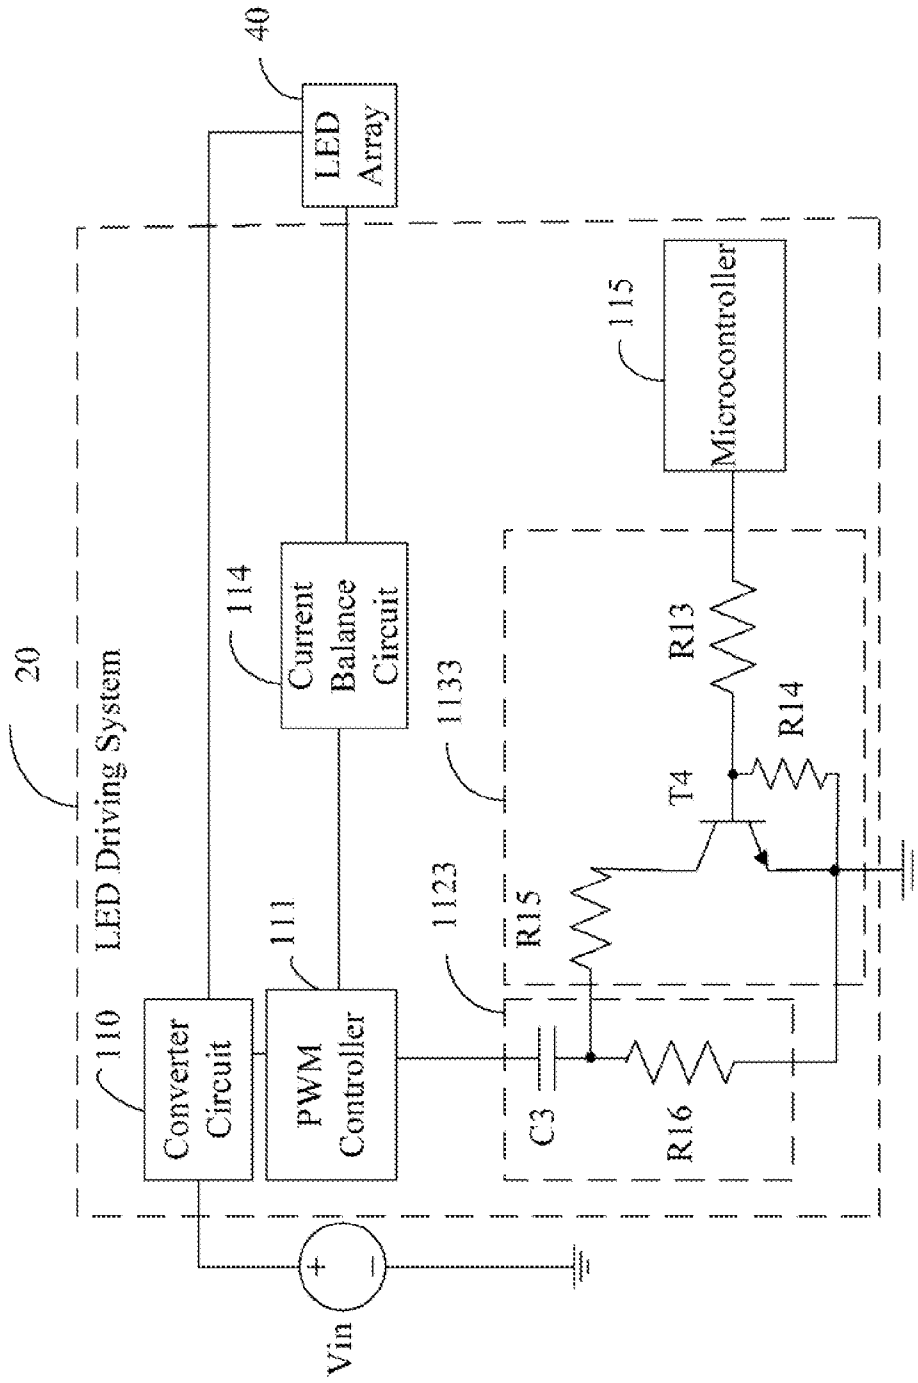 20
LED Driving System
110
Converter
Circuit
40
LED
Array
114
Current
Balance
Circuit
111
PWM
Controller
Vin
+
−
1123
C3
R16
1133
R15
T4
R14
R13
115
Microcontroller